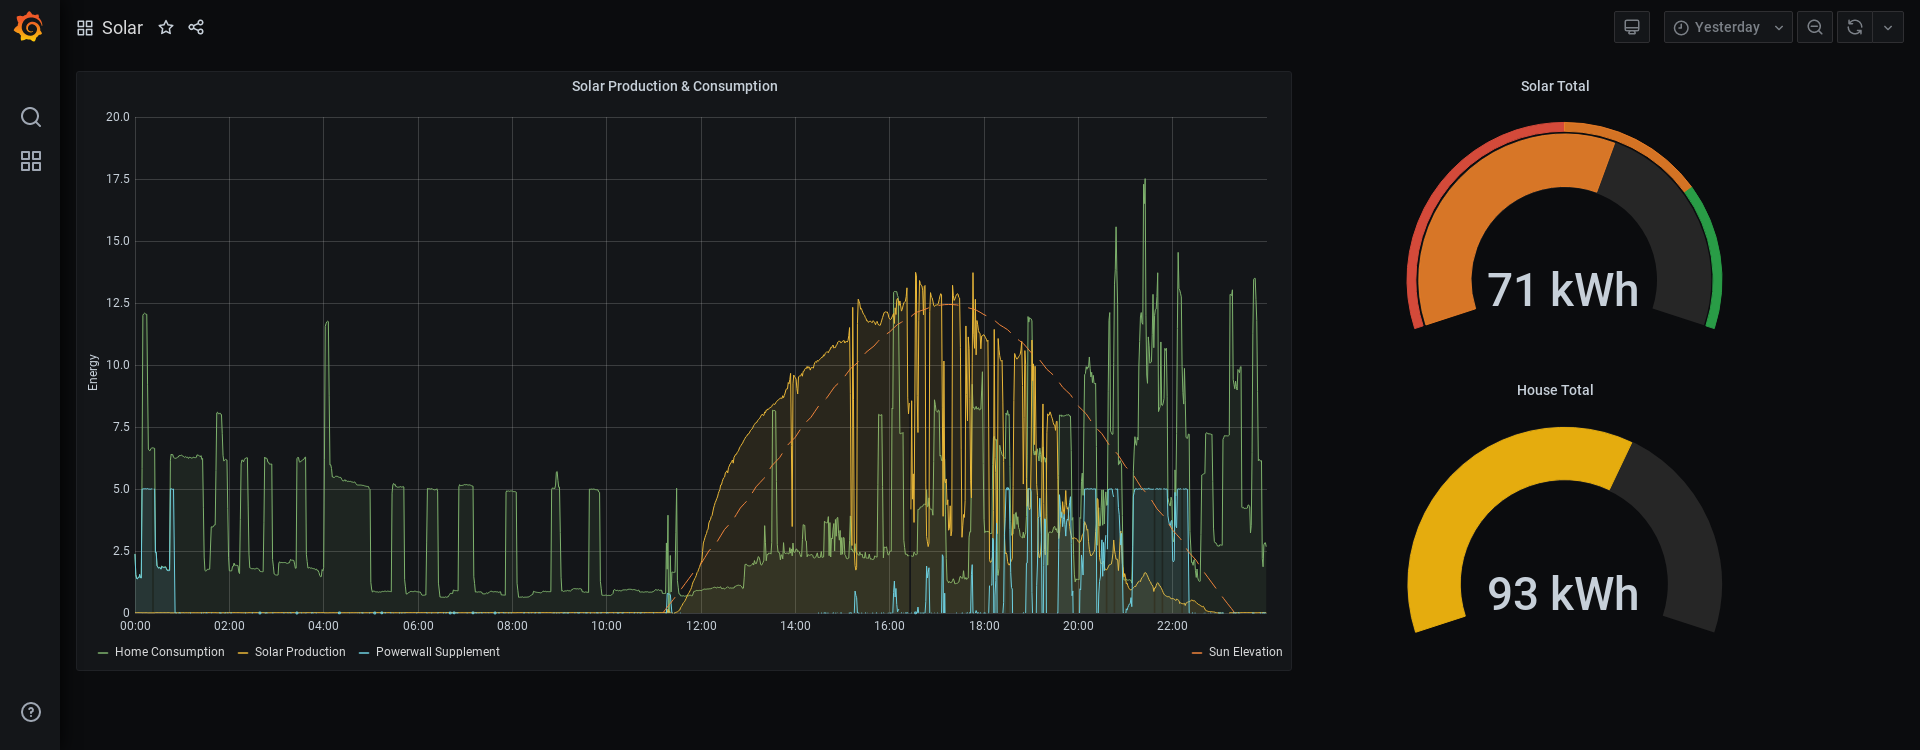 Solar
Yesterday
Solar Production & Consumption
20.0
17.5
15.0
12.5
10.0
7.5
5.0
2.5
0
Energy
00:00 02:00 04:00 06:00 08:00 10:00 12:00 14:00 16:00 18:00 20:00 22:00
Home Consumption Solar Production Powerwall Supplement Sun Elevation
Solar Total
71 kWh
House Total
93 kWh